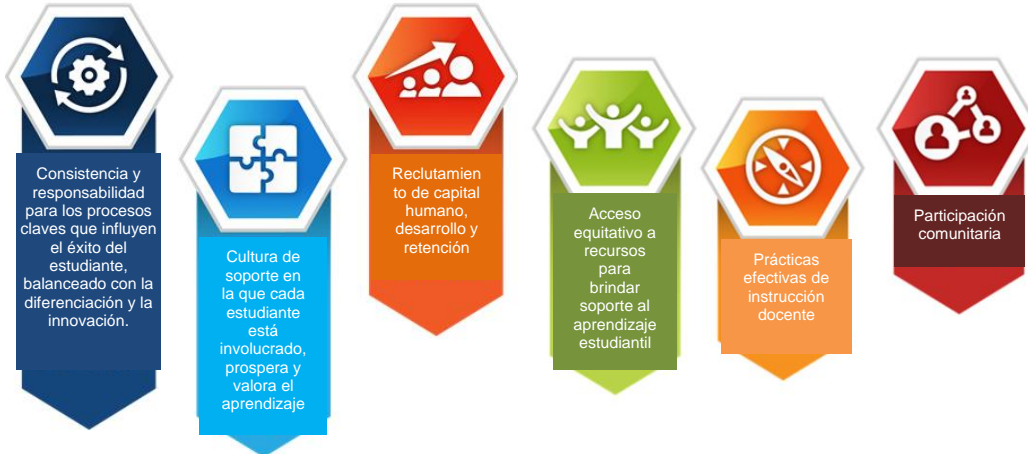 Consistencia y
responsabilidad
para los procesos
claves que influyen
el éxito del
estudiante,
balanceado con la
diferenciación y la
innovación.
Cultura de
soporte en
la que cada
estudiante
está
involucrado,
prospera y
valora el
aprendizaje
Reclutamien
to de capital
humano,
desarrollo y
retención
Acceso
equitativo a
recursos
para
brindar
soporte al
aprendizaje
estudiantil
Prácticas
efectivas de
instrucción
docente
Participación
comunitaria